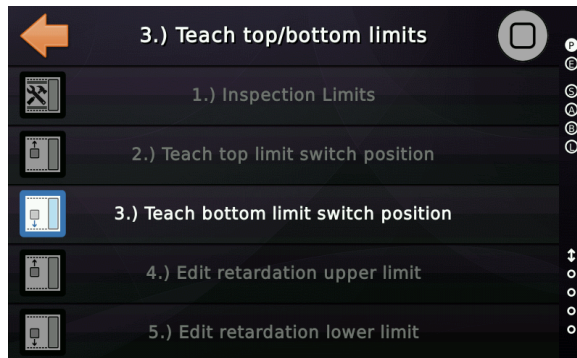 3.) Teach top/bottom limits
1.) Inspection Limits
2.) Teach top limit switch position
3.) Teach bottom limit switch position
4.) Edit retardation upper limit
5.) Edit retardation lower limit
P
E
S
A
B
L